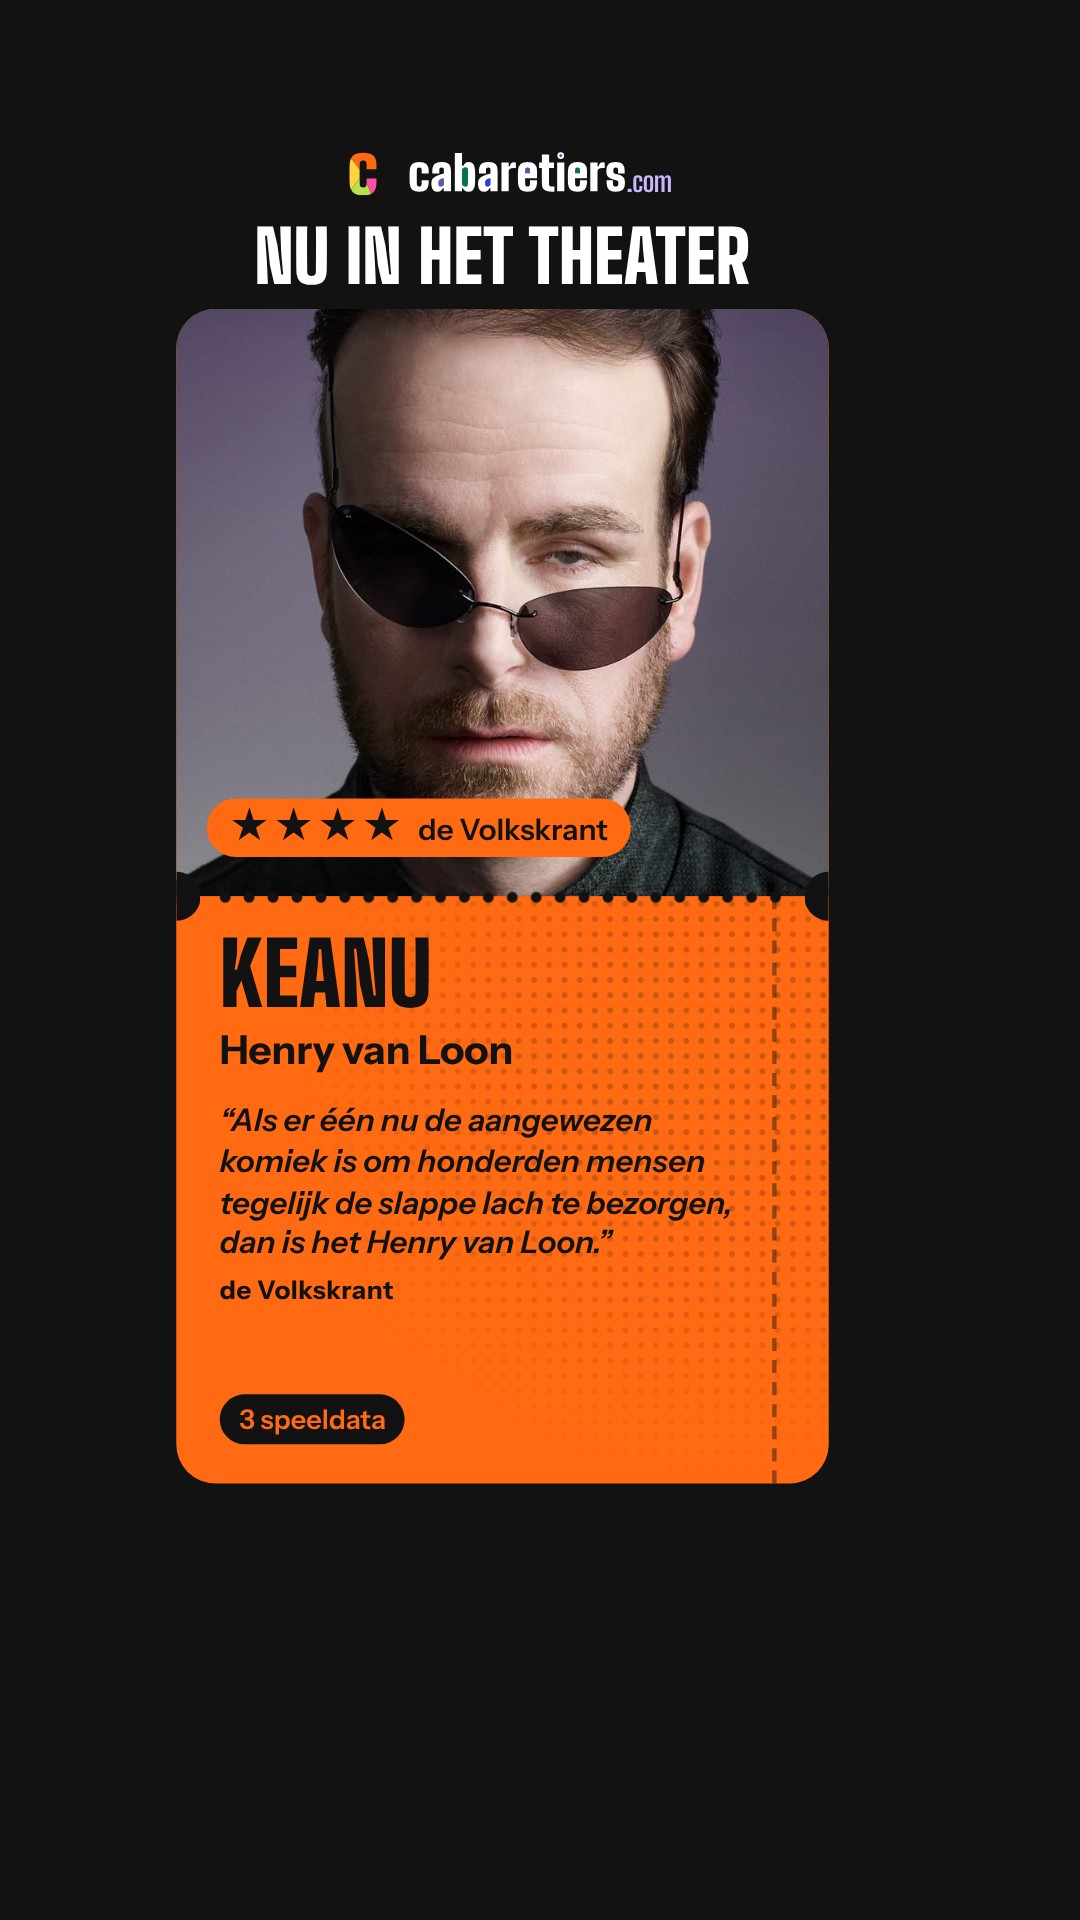 cabaretiers.com
NU IN HET THEATER
★★★★ de Volkskrant
KEANU
Henry van Loon
“Als er één nu de aangewezen
komiek is om honderden mensen
tegelijk de slappe lach te bezorgen,
dan is het Henry van Loon.”
de Volkskrant
3 speeldata